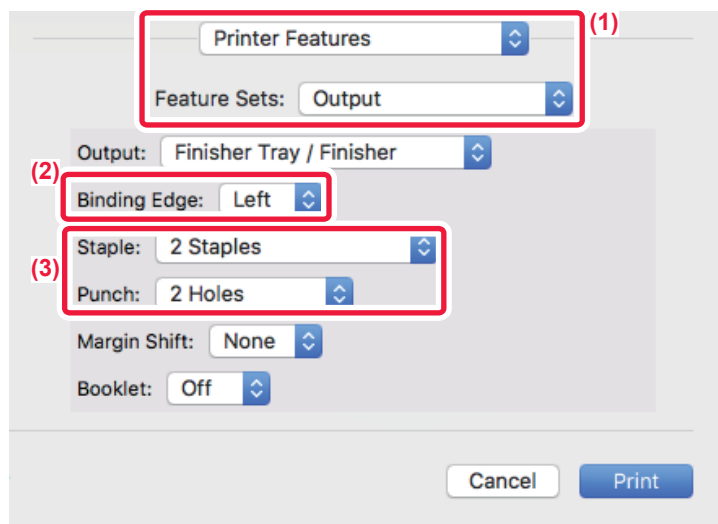 (1)
Printer Features
Feature Sets: Output
Output: Finisher Tray / Finisher
(2)
Binding Edge: Left
Staple: 2 Staples
(3)
Punch: 2 Holes
Margin Shift: None
Booklet: Off
Cancel Print